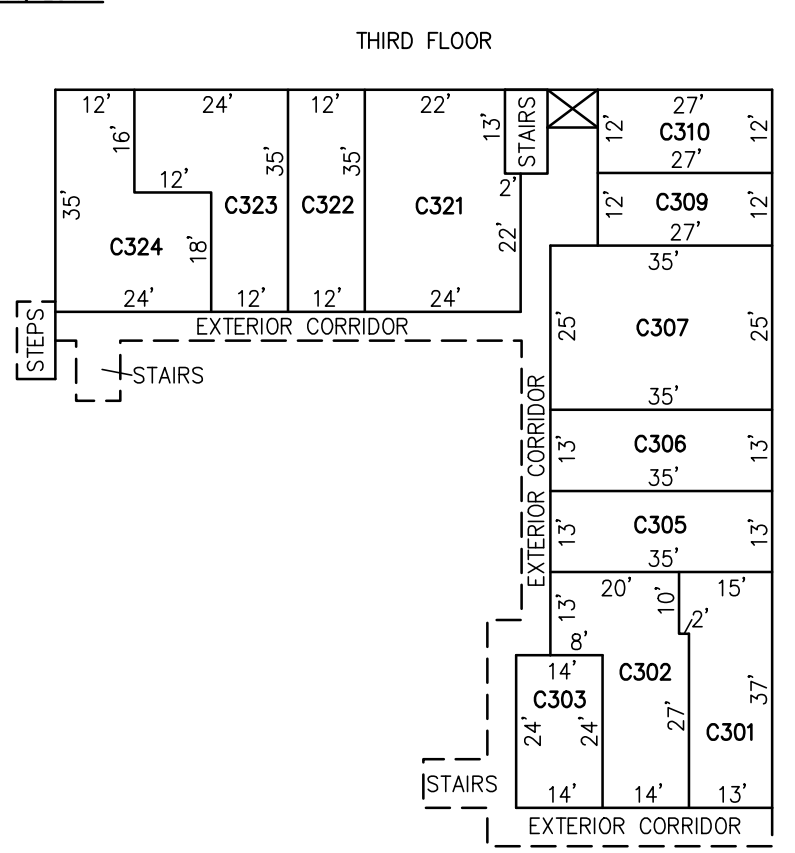 THIRD FLOOR
12' 24' 12' 22' 27'
16' 35' 35' 13' STAIRS 12' C310 12'
27'
35' 12' 2' 12' C309 12'
C324 C323 C322 C321 27'
18' 22' 35'
24' 12' 12' 24'
STEPS EXTERIOR CORRIDOR 25' C307 25'
STAIRS
35'
EXTERIOR CORRIDOR
13' C306 13'
35'
13' C305 13'
35'
20' 10' 15'
13' 2'
8'
14' C302 37'
C303
24' 24' 27' C301
STAIRS
14' 14' 13'
EXTERIOR CORRIDOR